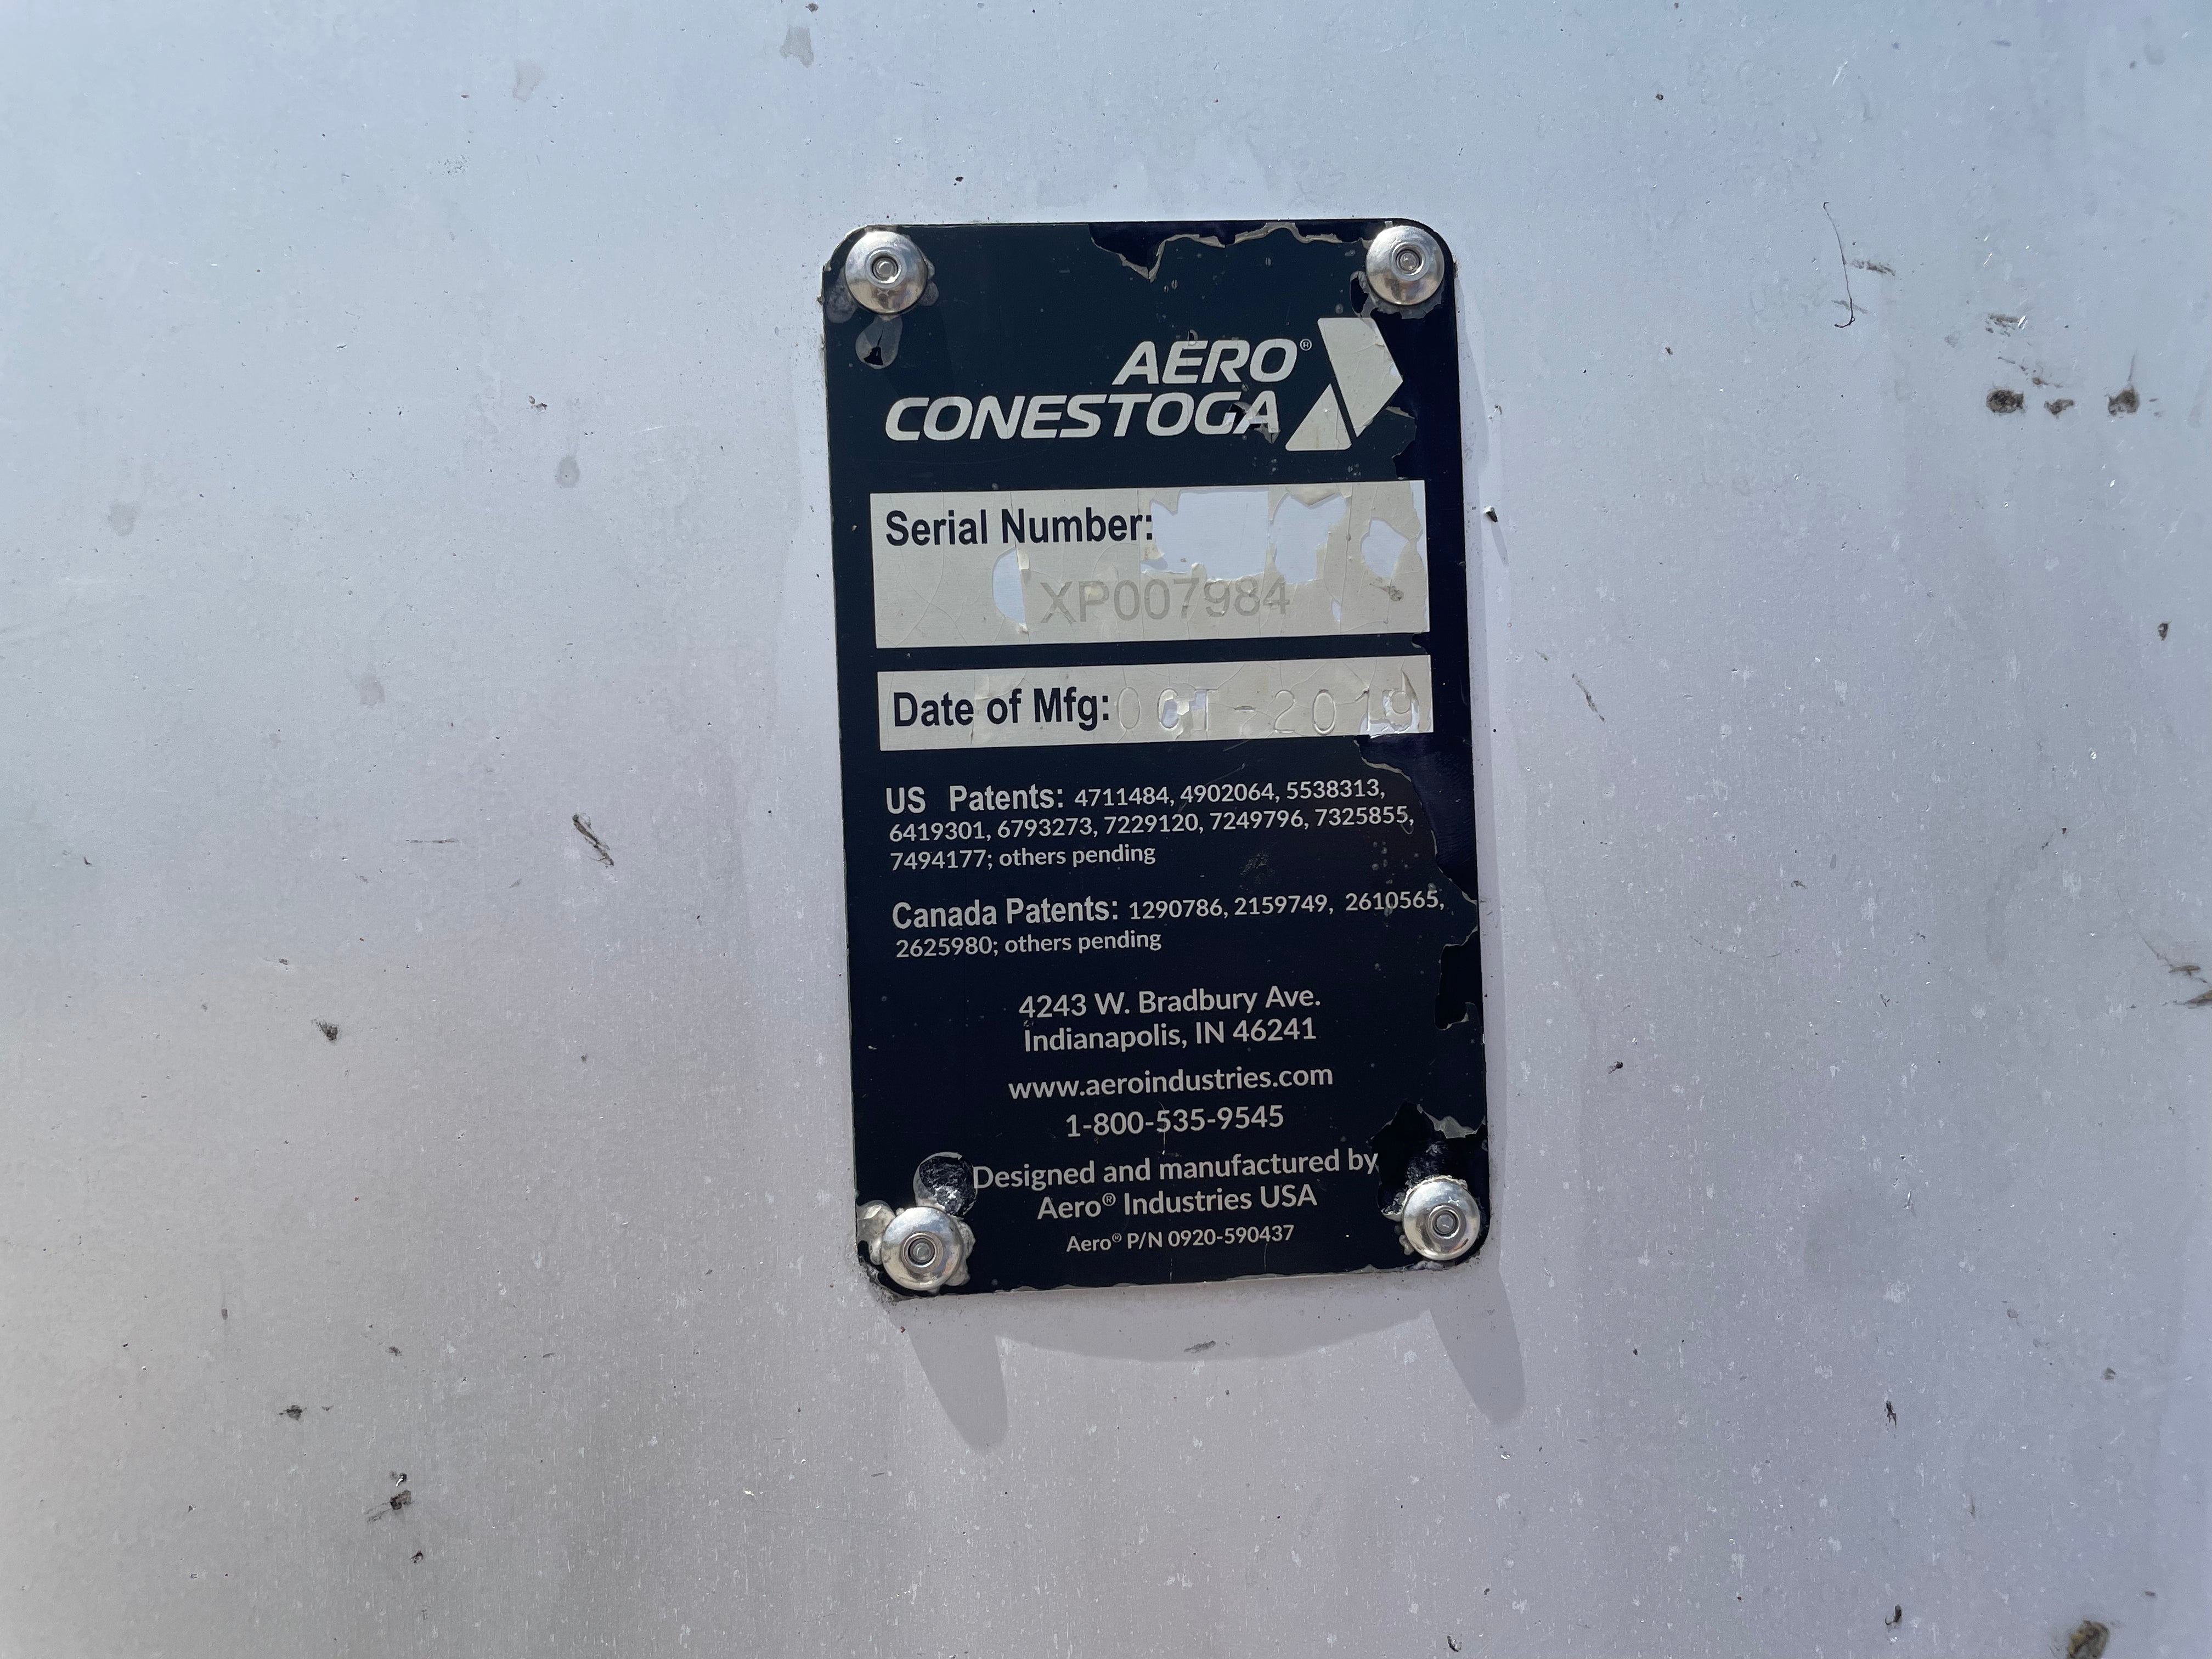 AERO®
CONESTOGA
Serial Number:
XP007984
Date of Mfg: OCT-2019
US Patents: 4711484, 4902064, 5538313,
6419301, 6793273, 7229120, 7249796, 7325855,
7494177; others pending
Canada Patents: 1290786, 2159749, 2610565,
2625980; others pending
4243 W. Bradbury Ave.
Indianapolis, IN 46241
www.aeroindustries.com
1-800-535-9545
Designed and manufactured by
Aero® Industries USA
Aero® P/N 0920-590437